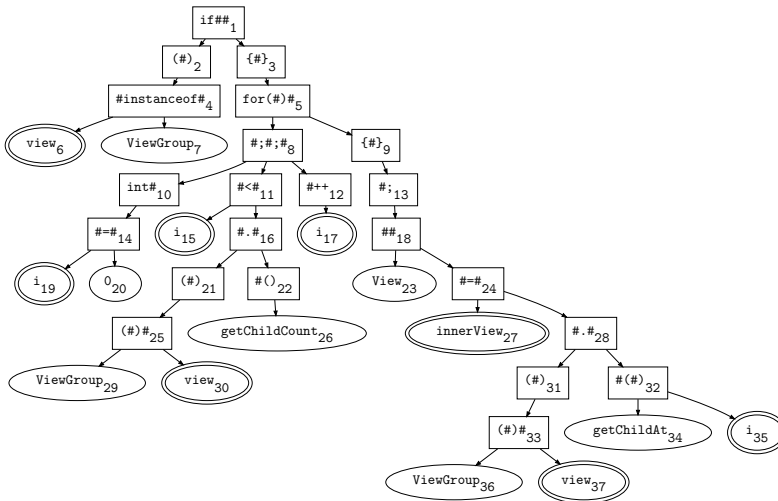 if##1
(#)2 {#}3
#instanceof#4 for(#)#5
view6 ViewGroup7 #;#;#8 {#}9
int#10 #<#11 #++12 #;13
#=#14 i15 #.#16 i17 ##18
i19 020 (#)21 #()22 View23 #=#24
(#)#25 getChildCount26 innerView27 #.#28
ViewGroup29 view30 (#)31 #(#)32
(#)#33 getChildAt34 i35
ViewGroup36 view37